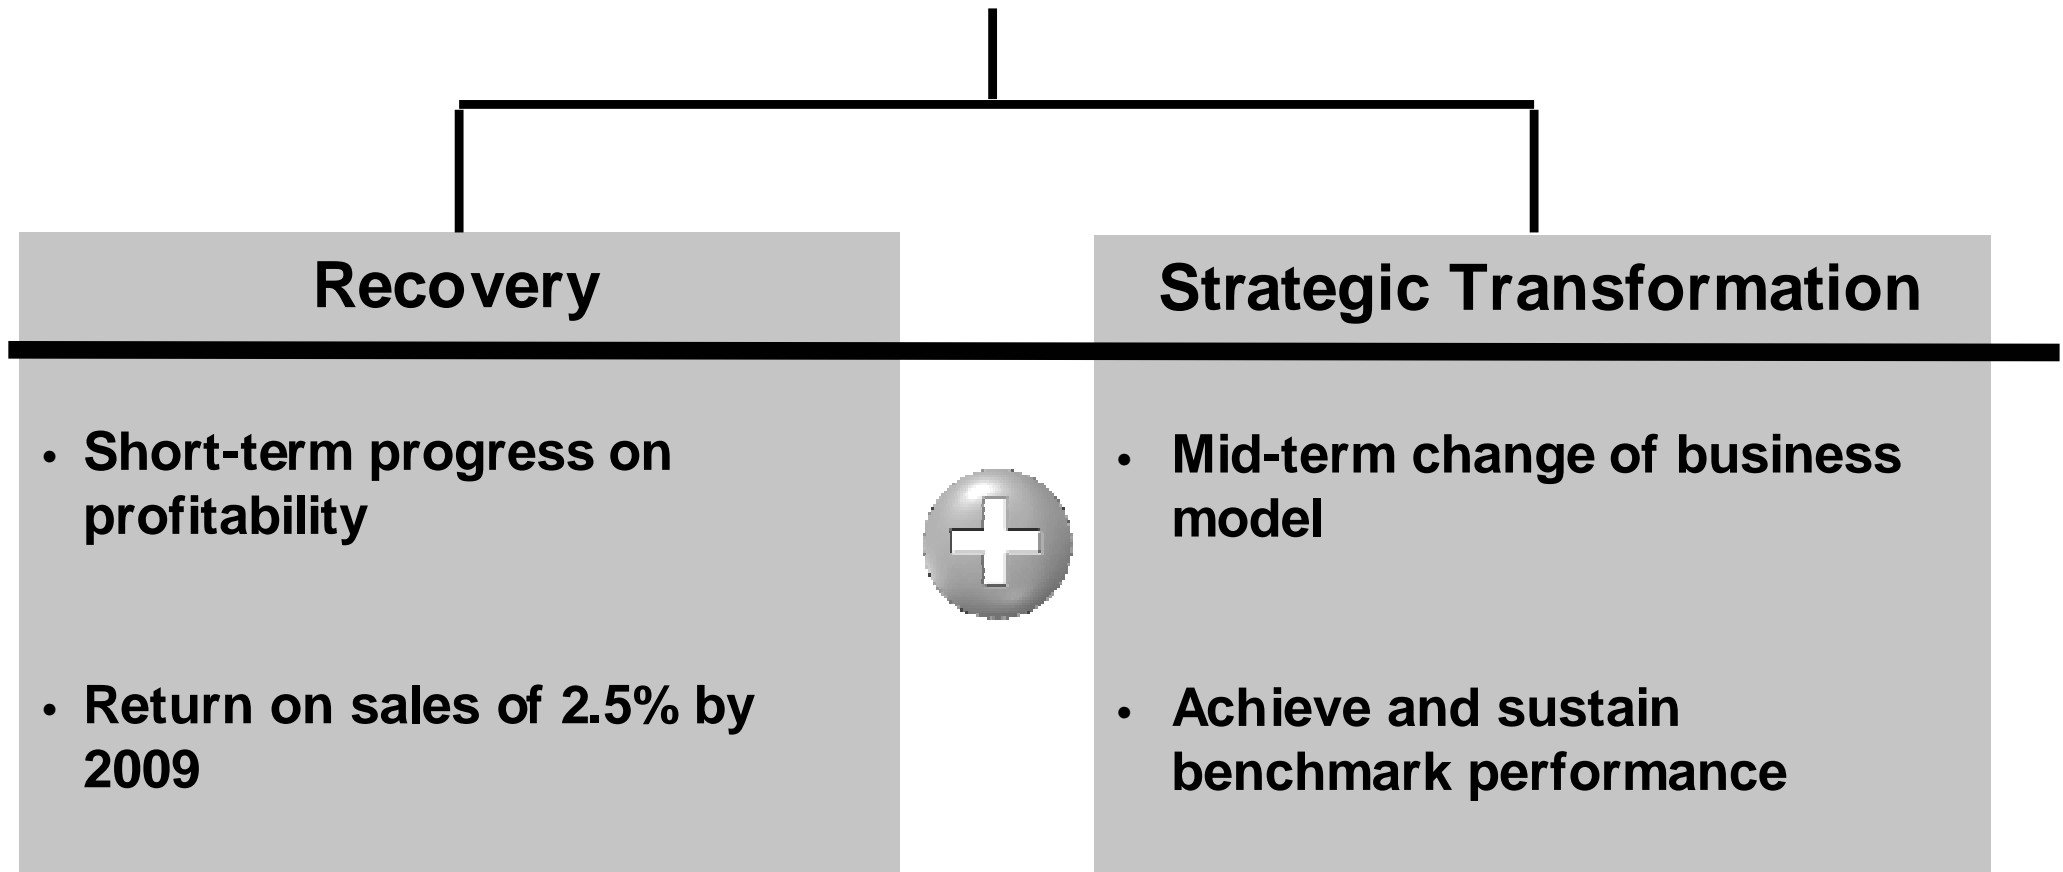 Recovery
• Short-term progress on
profitability
• Return on sales of 2.5% by
2009
Strategic Transformation
• Mid-term change of business
model
• Achieve and sustain
benchmark performance